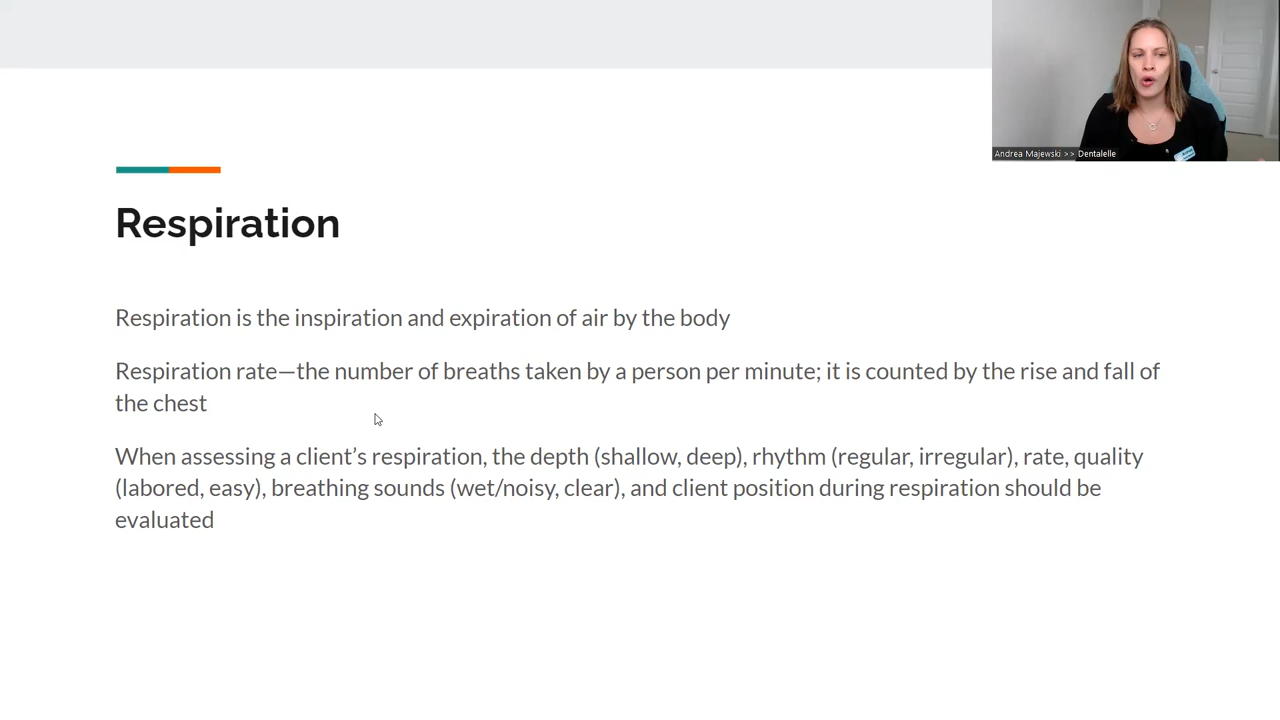 Andrea Majewski >> Dentalelle
Respiration
Respiration is the inspiration and expiration of air by the body
Respiration rate—the number of breaths taken by a person per minute; it is counted by the rise and fall of
the chest
When assessing a client’s respiration, the depth (shallow, deep), rhythm (regular, irregular), rate, quality
(labored, easy), breathing sounds (wet/noisy, clear), and client position during respiration should be
evaluated